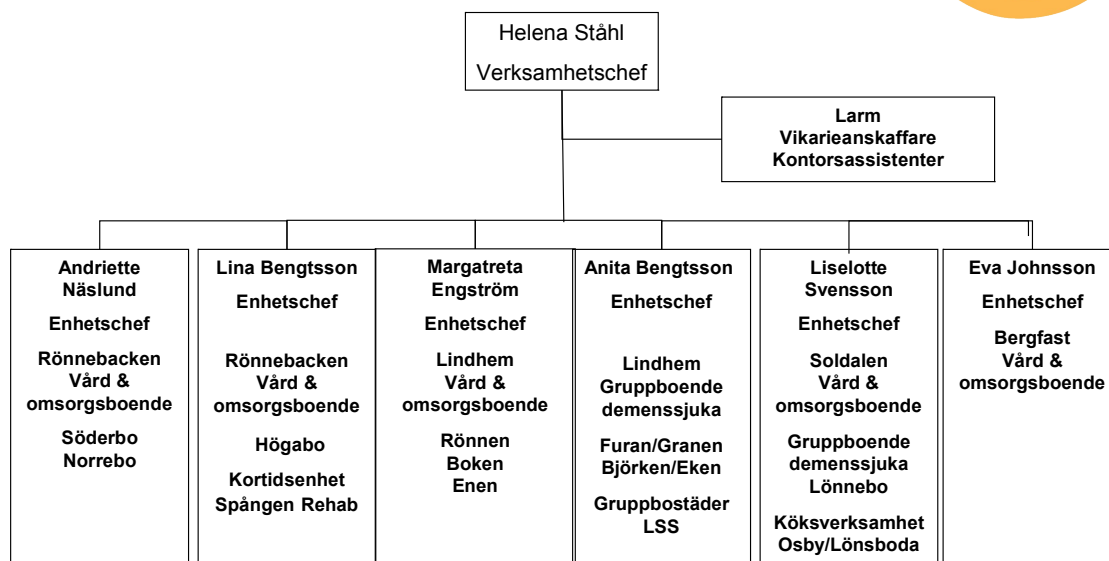 Helena Ståhl
Verksamhetschef
Larm
Vikarieanskaffare
Kontorsassistenter
Andriette
Näslund
Enhetschef
Rönnebacken
Vård &
omsorgsboende
Söderbo
Norrebo
Lina Bengtsson
Enhetschef
Rönnebacken
Vård &
omsorgsboende
Högabo
Kortidsenhet
Spången Rehab
Margatreta
Engström
Enhetschef
Lindhem
Vård &
omsorgsboende
Rönnen
Boken
Enen
Anita Bengtsson
Enhetschef
Lindhem
Gruppboende
demenssjuka
Furan/Granen
Björken/Eken
Gruppbostäder
LSS
Liselotte
Svensson
Enhetschef
Soldalen
Vård &
omsorgsboende
Gruppboende
demenssjuka
Lönnebo
Köksverksamhet
Osby/Lönsboda
Eva Johnsson
Enhetschef
Bergfast
Vård &
omsorgsboende